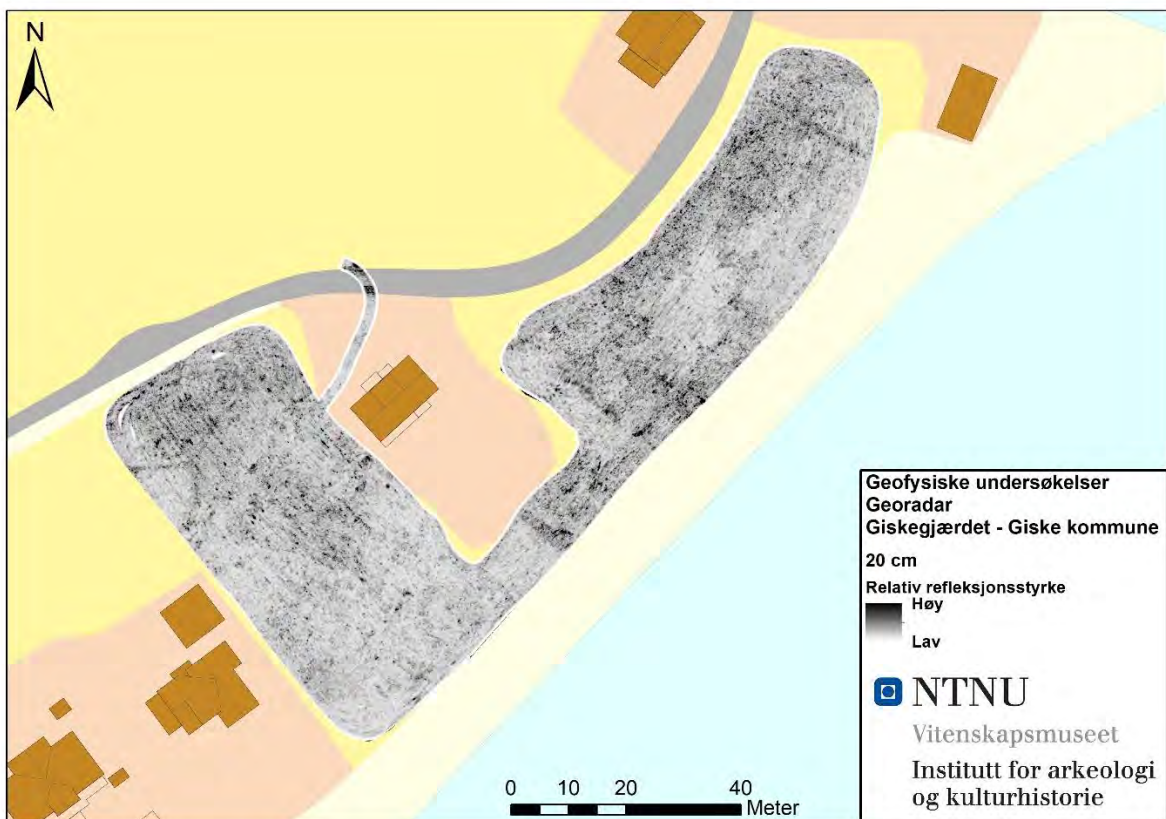 N
Geofysiske undersøkelser
Georadar
Giskegjærdet - Giske kommune
20 cm
Relativ refleksjonsstyrke
Høy
Lav
NTNU
Vitenskapsmuseet
Institutt for arkeologi
og kulturhistorie
0 10 20 40
Meter